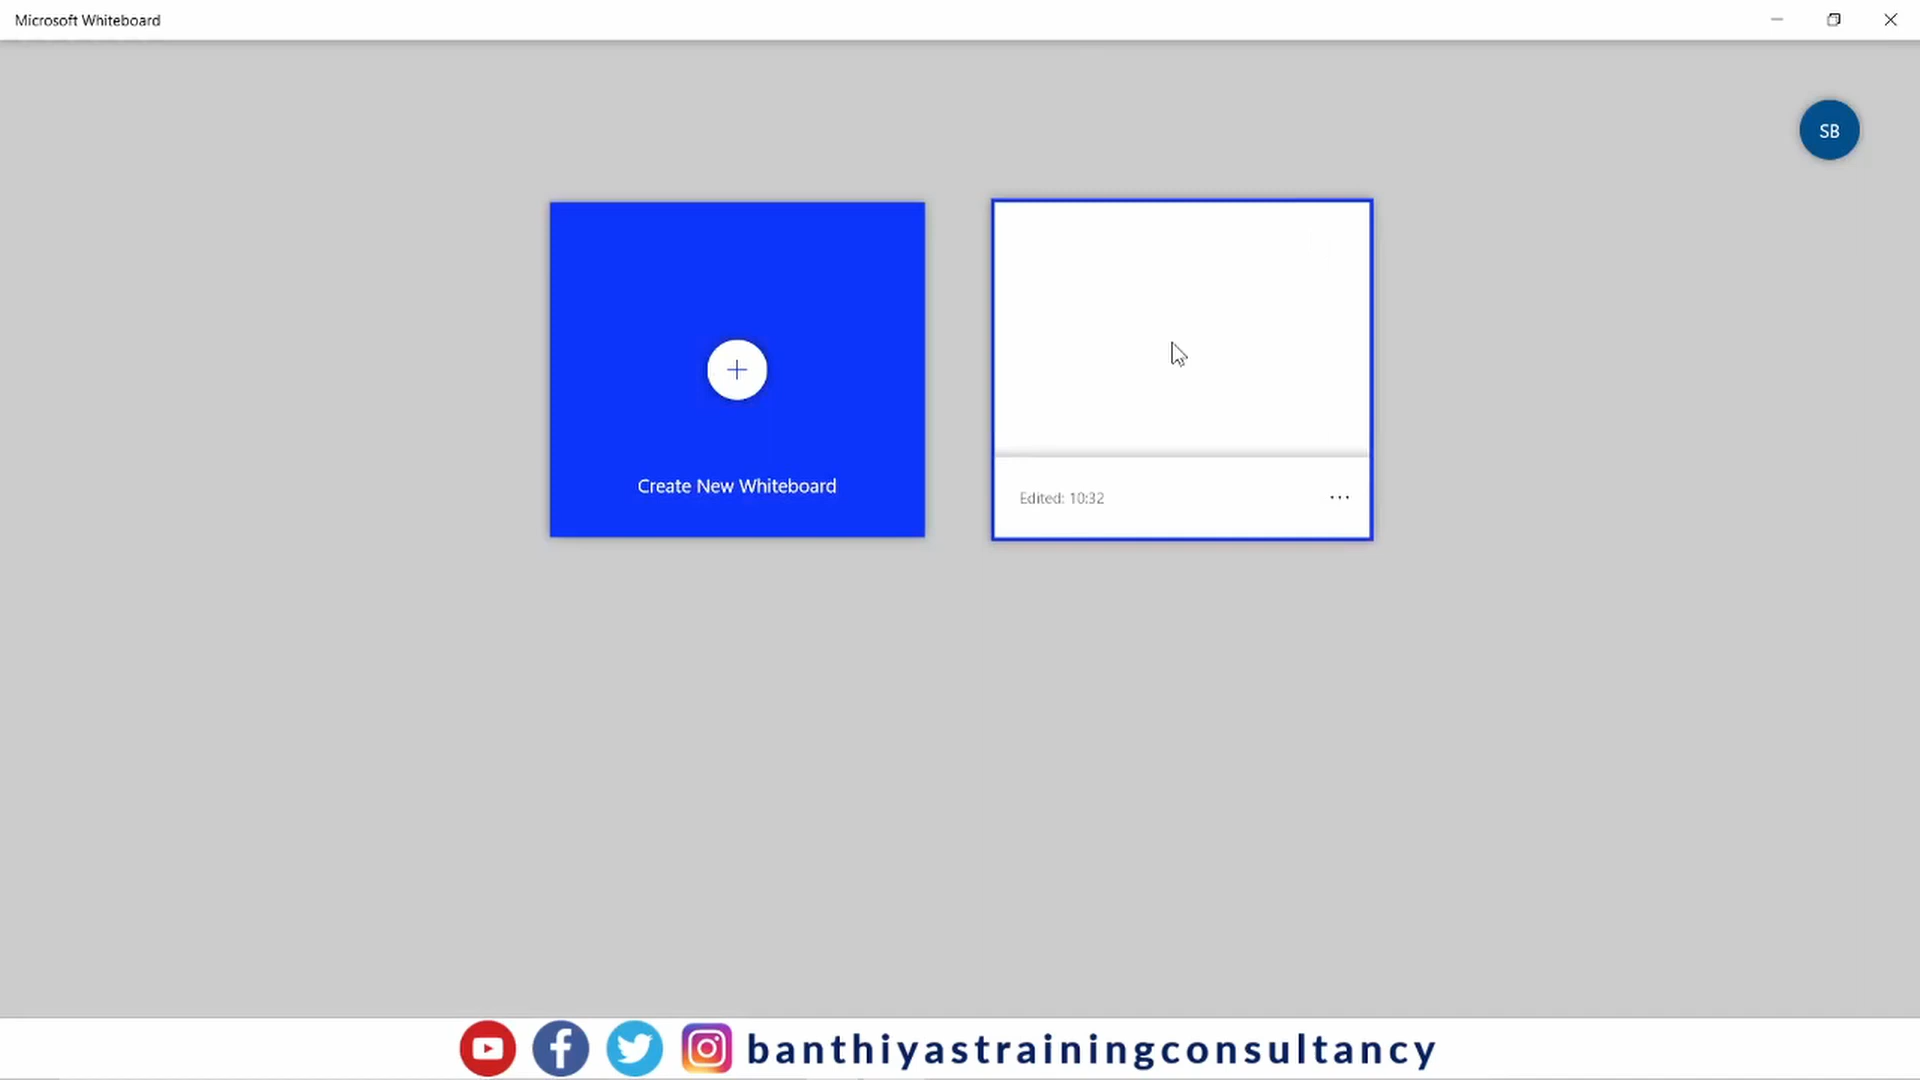 Microsoft Whiteboard
SB
Create New Whiteboard
Edited: 10:32
banthiyastrainingconsultancy